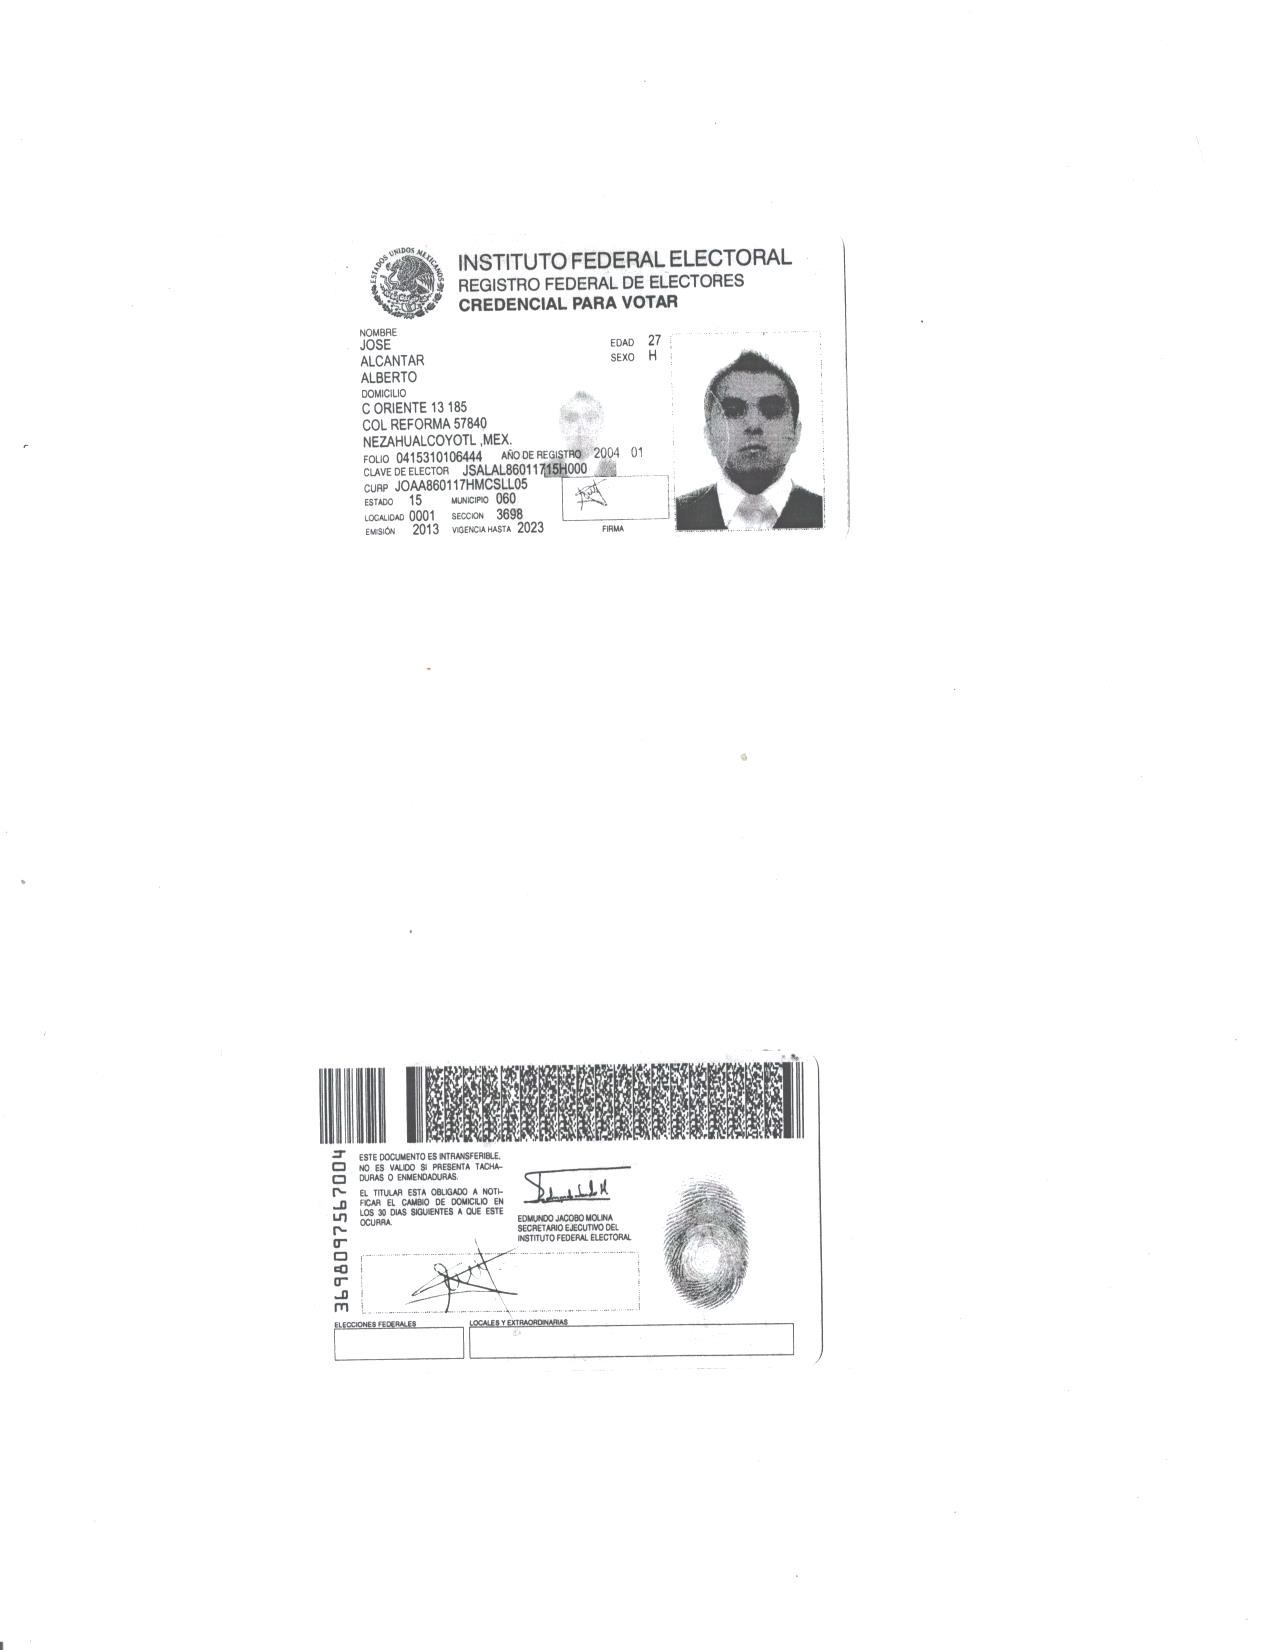 ESTADOS UNIDOS MEXICANOS
INSTITUTO FEDERAL ELECTORAL
REGISTRO FEDERAL DE ELECTORES
CREDENCIAL PARA VOTAR
NOMBRE
JOSE
ALCANTAR
ALBERTO
EDAD 27
SEXO H
DOMICILIO
C ORIENTE 13 185
COL REFORMA 57840
NEZAHUALCOYOTL ,MEX.
FOLIO 0415310106444 AÑO DE REGISTRO 2004 01
CLAVE DE ELECTOR JSALAL86011715H000
CURP JOAA860117HMCSLL05
ESTADO 15 MUNICIPIO 060
LOCALIDAD 0001 SECCION 3698
EMISIÓN 2013 VIGENCIA HASTA 2023
FIRMA
3698097567004
ESTE DOCUMENTO ES INTRANSFERIBLE,
NO ES VALIDO SI PRESENTA TACHA-
DURAS O ENMENDADURAS.
EL TITULAR ESTA OBLIGADO A NOTI-
FICAR EL CAMBIO DE DOMICILIO EN
LOS 30 DIAS SIGUIENTES A QUE ESTE
OCURRA.
EDMUNDO JACOBO MOLINA
SECRETARIO EJECUTIVO DEL
INSTITUTO FEDERAL ELECTORAL
ELECCIONES FEDERALES
LOCALES Y EXTRAORDINARIAS